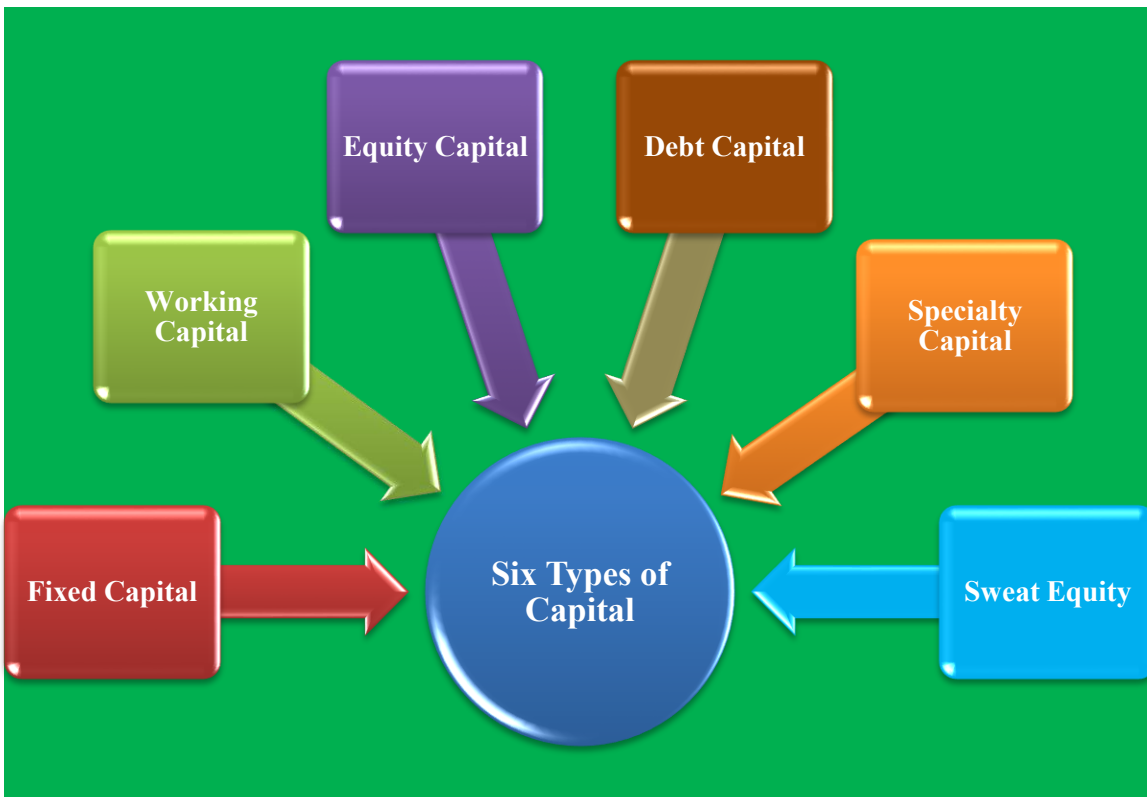 Equity Capital
Debt Capital
Working
Capital
Specialty
Capital
Fixed Capital
Six Types of
Capital
Sweat Equity